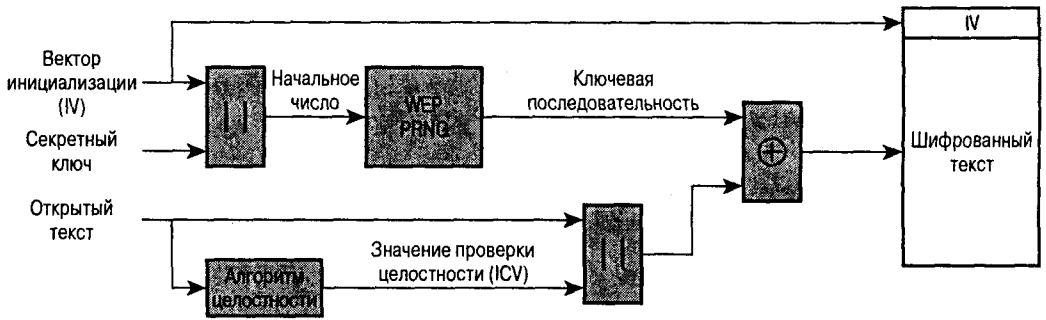 IV
Вектор
инициализации
(IV)
Начальное
число
WEP
PRNG
Ключевая
последовательность
| |
⊕
Секретный
ключ
Шифрованный
текст
Открытый
текст
| |
Значение проверки
целостности (ICV)
Алгоритм
целостности